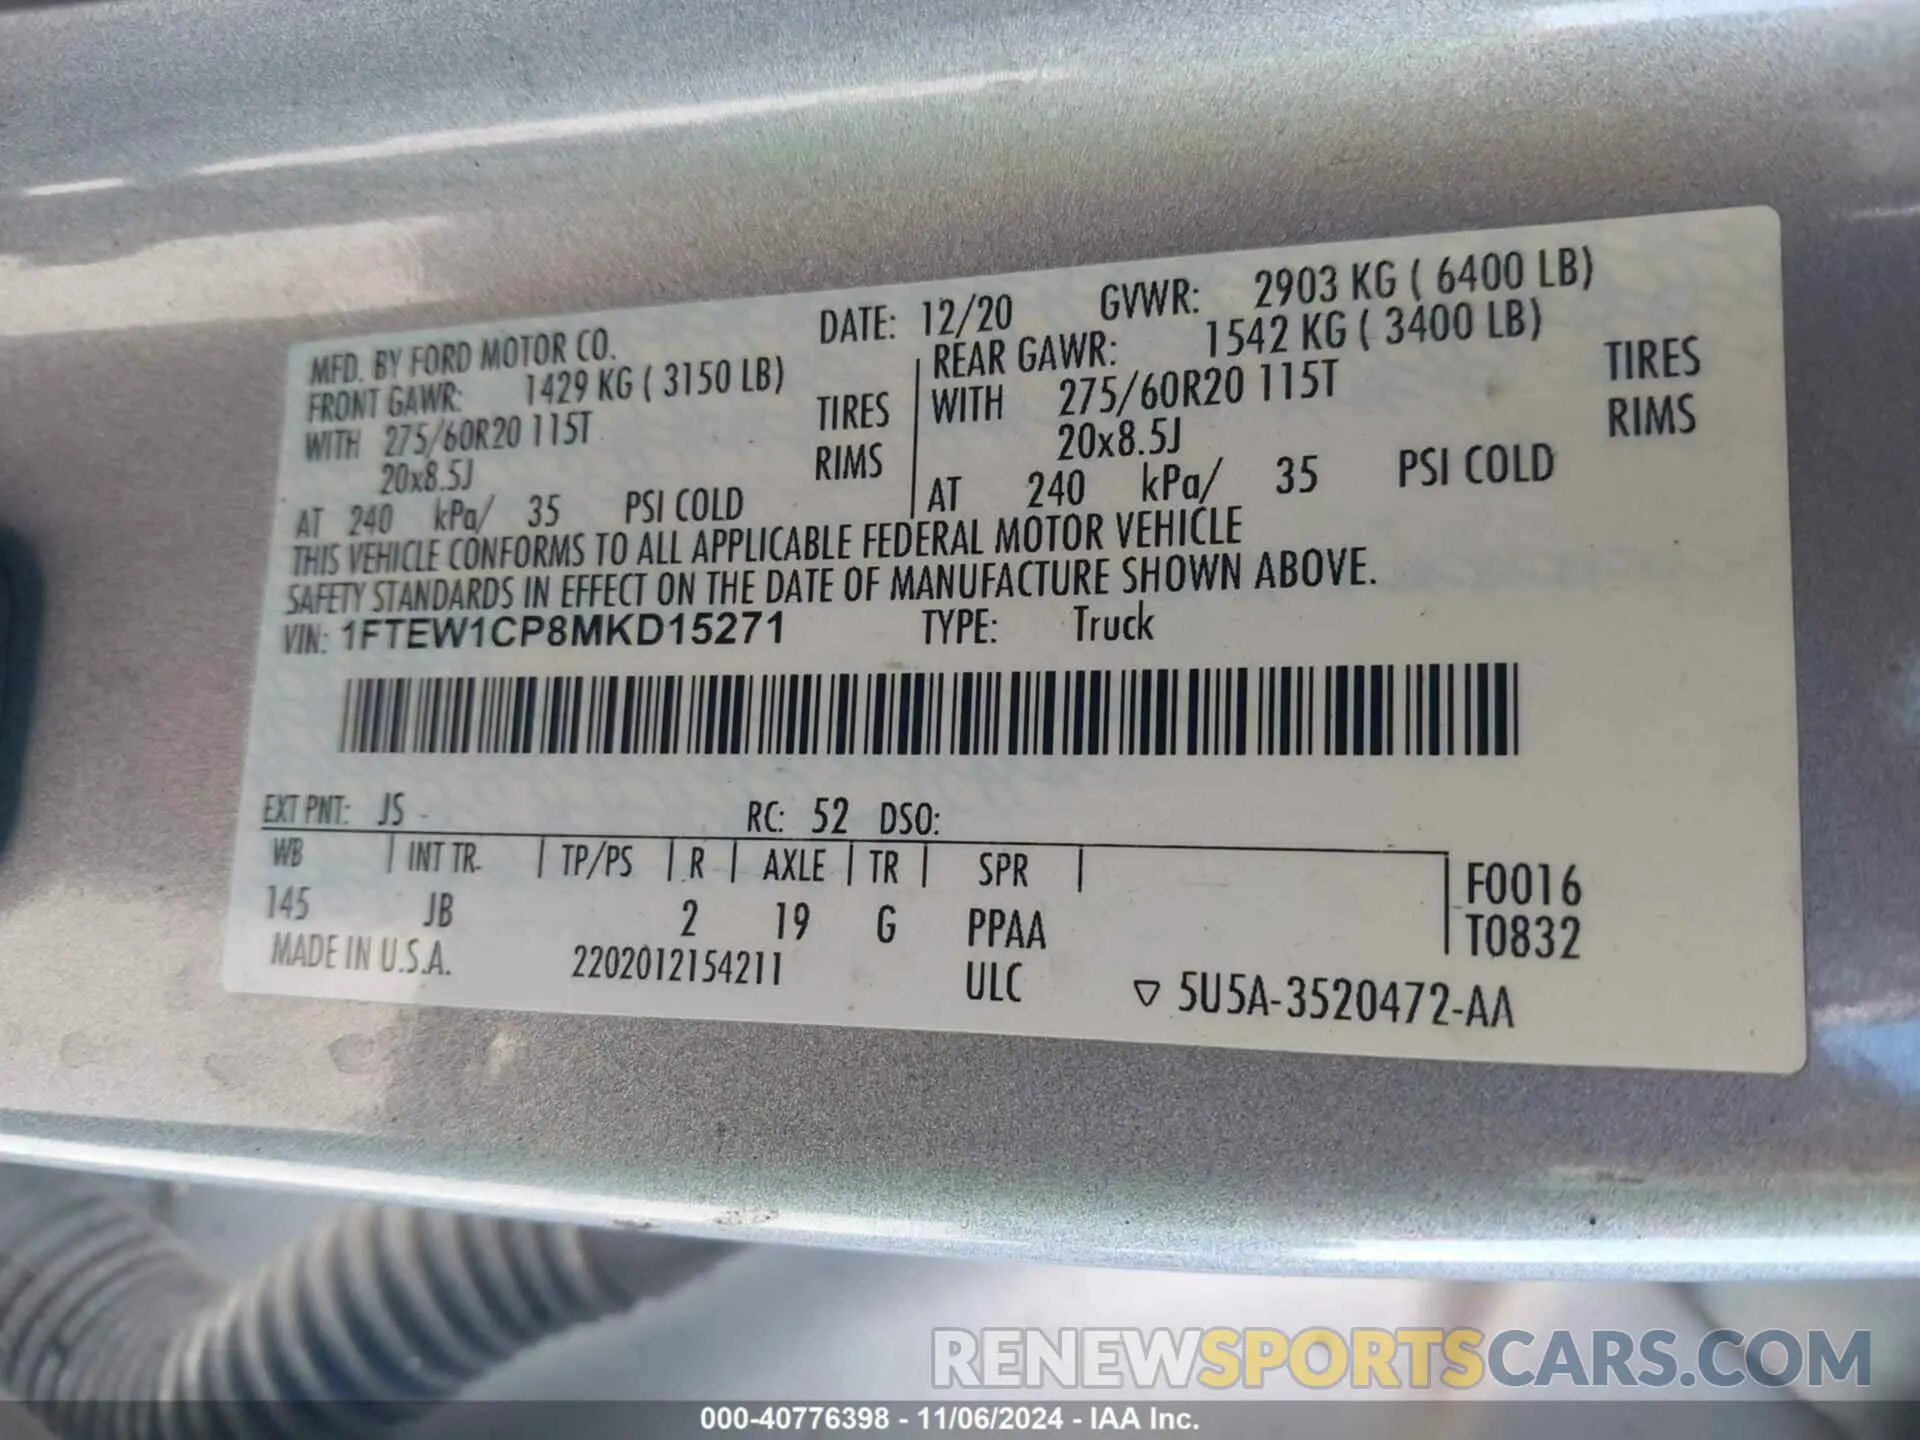 MFD. BY FORD MOTOR CO. DATE: 12/20 GVWR: 2903 KG ( 6400 LB)
FRONT GAWR: 1429 KG ( 3150 LB) REAR GAWR: 1542 KG ( 3400 LB)
WITH 275/60R20 115T TIRES WITH 275/60R20 115T TIRES
20x8.5J RIMS 20x8.5J RIMS
AT 240 kPa/ 35 PSI COLD AT 240 kPa/ 35 PSI COLD
THIS VEHICLE CONFORMS TO ALL APPLICABLE FEDERAL MOTOR VEHICLE
SAFETY STANDARDS IN EFFECT ON THE DATE OF MANUFACTURE SHOWN ABOVE.
VIN: 1FTEW1CP8MKD15271 TYPE: Truck
EXT PNT: JS RC: 52 DSO:
WB INT TR. TP/PS R AXLE TR SPR F0016
145 JB 2 19 G PPAA T0832
MADE IN U.S.A. 2202012154211 ULC ▽ 5U5A-3520472-AA
RENEWSPORTSCARS.COM
000-40776398 - 11/06/2024 - IAA Inc.